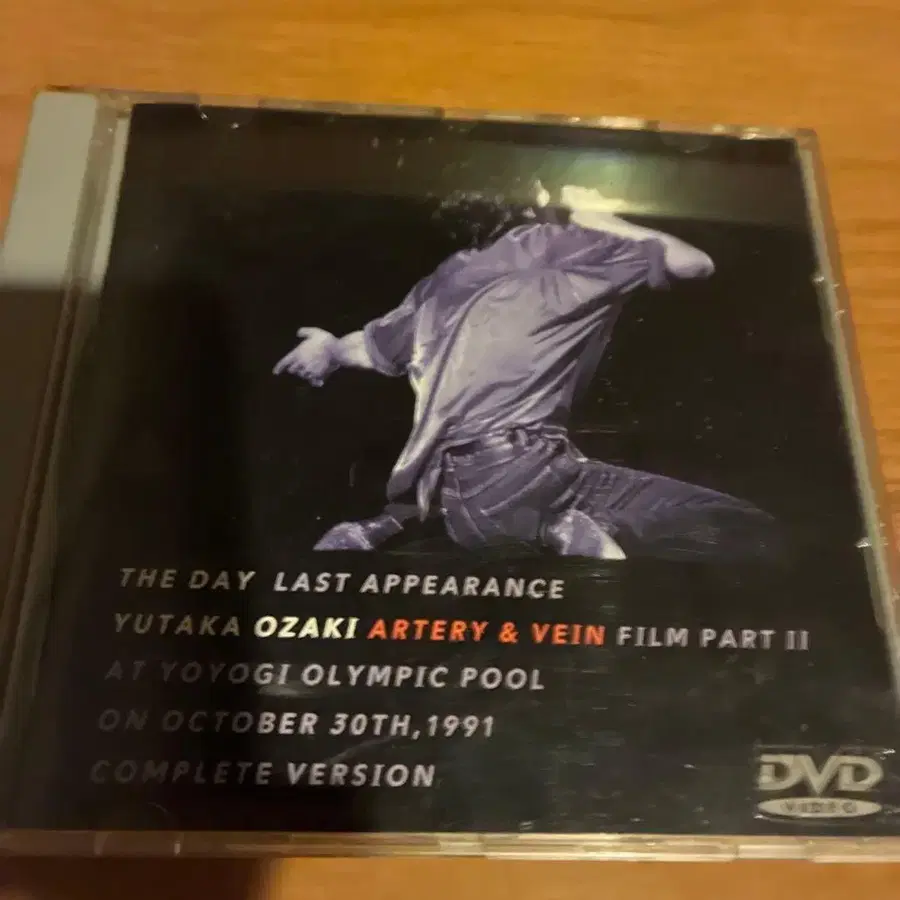 THE DAY LAST APPEARANCE
YUTAKA OZAKI ARTERY & VEIN FILM PART II
AT YOYOGI OLYMPIC POOL
ON OCTOBER 30TH,1991
COMPLETE VERSION
DVD
VIDEO